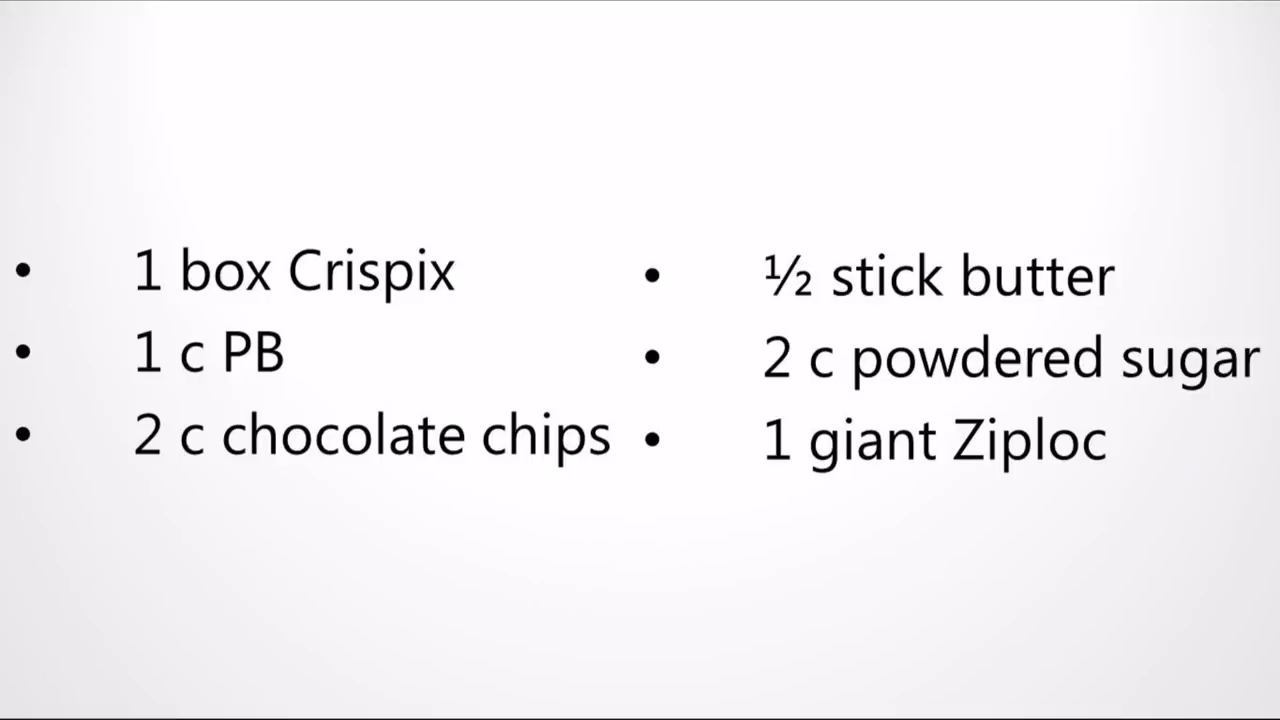 • 1 box Crispix
• 1 c PB
• 2 c chocolate chips
• ½ stick butter
• 2 c powdered sugar
• 1 giant Ziploc